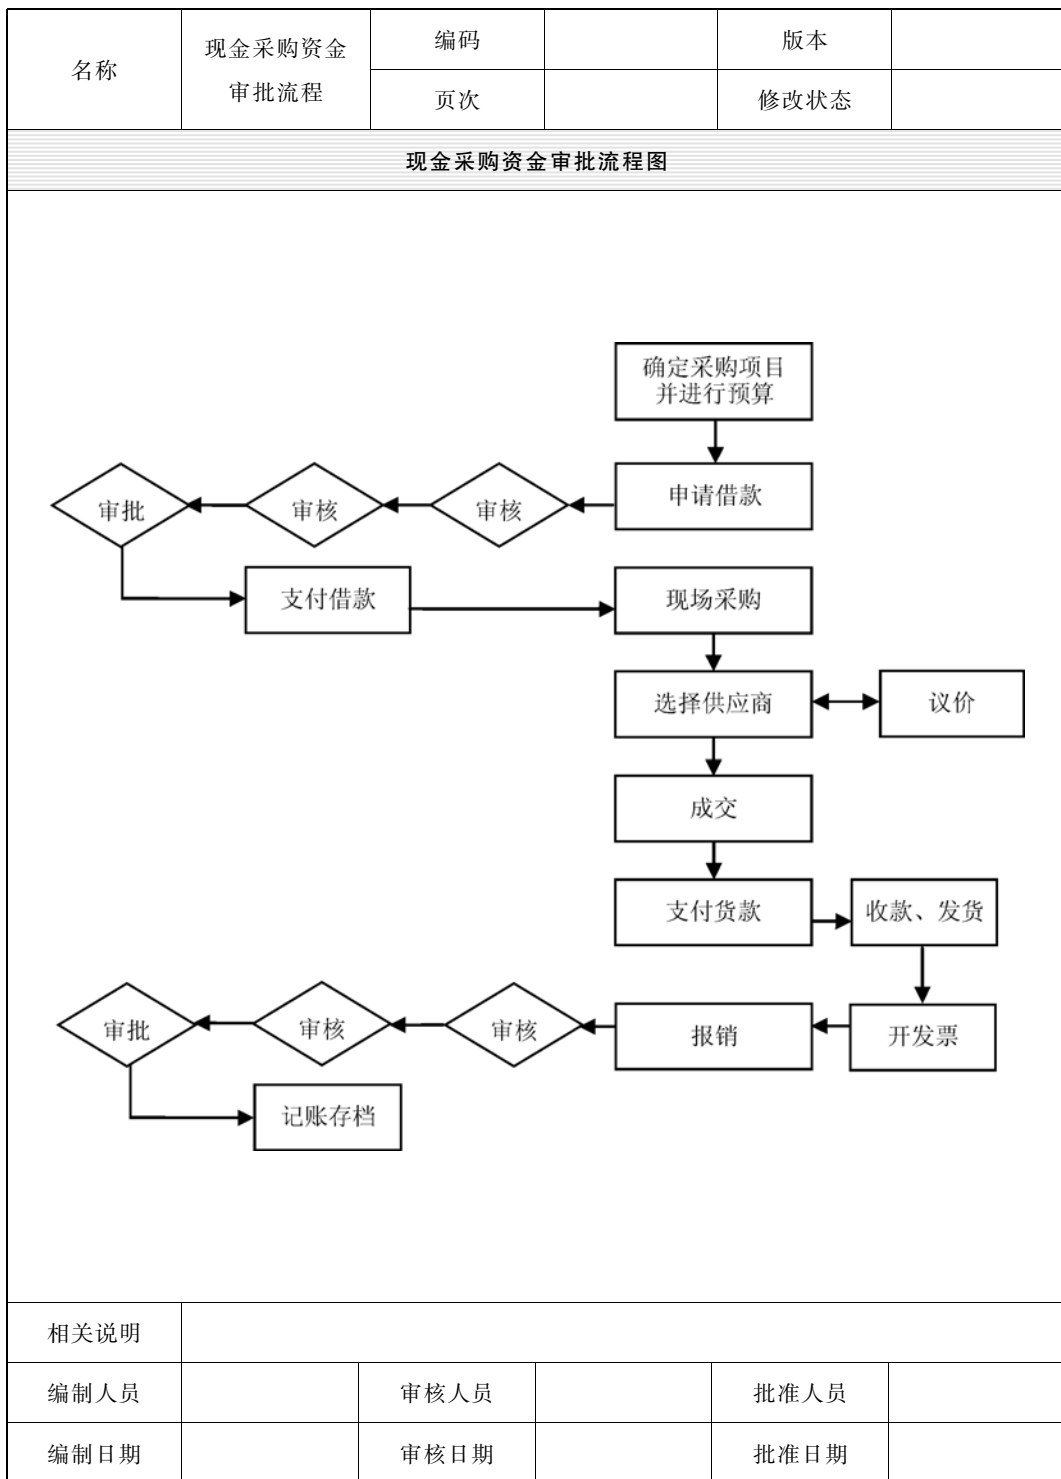 名称
现金采购资金
审批流程
编码
版本
页次
修改状态
现金采购资金审批流程图
确定采购项目
并进行预算
审批
审核
审核
申请借款
支付借款
现场采购
选择供应商
议价
成交
支付货款
收款、发货
审批
审核
审核
报销
开发票
记账存档
相关说明
编制人员
审核人员
批准人员
编制日期
审核日期
批准日期